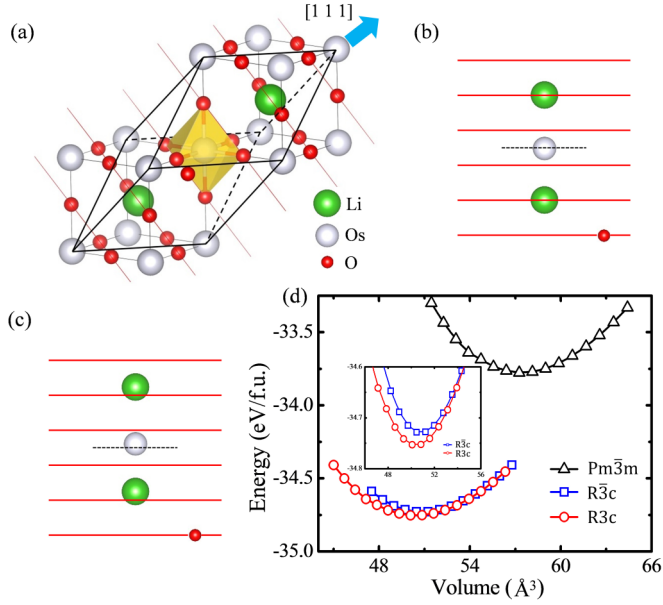 (a)
[1 1 1]
Li
Os
O
(b)
(c)
(d)
Energy (eV/f.u.)
-33.5
-34.0
-34.5
-35.0
48
54
60
66
Volume (Å³)
-34.6
-34.7
-34.8
48
52
56
R3̅c
R3c
Pm3̅m
R3̅c
R3c